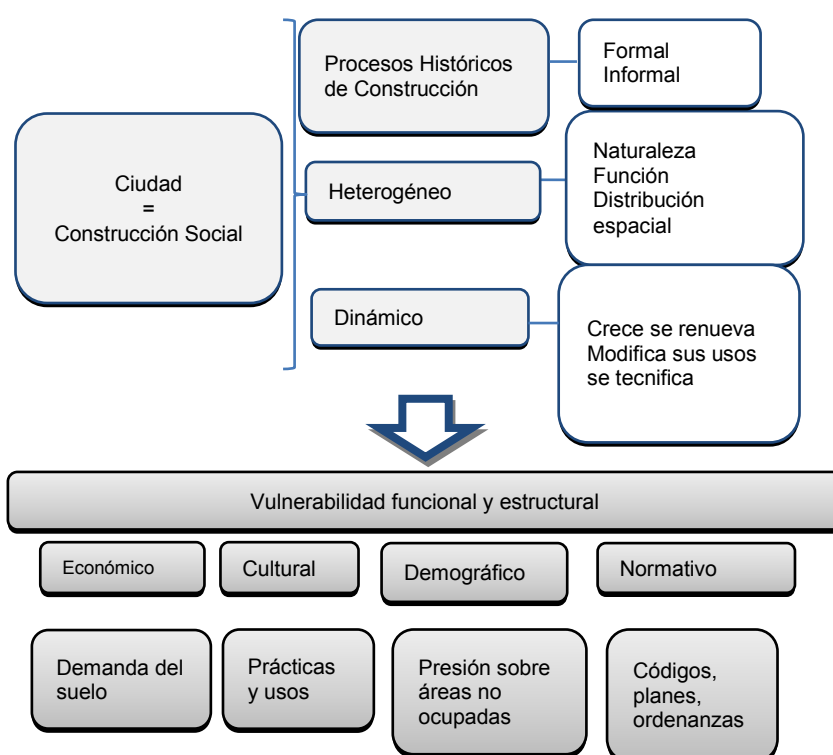 Ciudad
=
Construcción Social
Procesos Históricos
de Construcción
Formal
Informal
Heterogéneo
Naturaleza
Función
Distribución
espacial
Dinámico
Crece se renueva
Modifica sus usos
se tecnifica
Vulnerabilidad funcional y estructural
Económico
Cultural
Demográfico
Normativo
Demanda del
suelo
Prácticas
y usos
Presión sobre
áreas no
ocupadas
Códigos,
planes,
ordenanzas